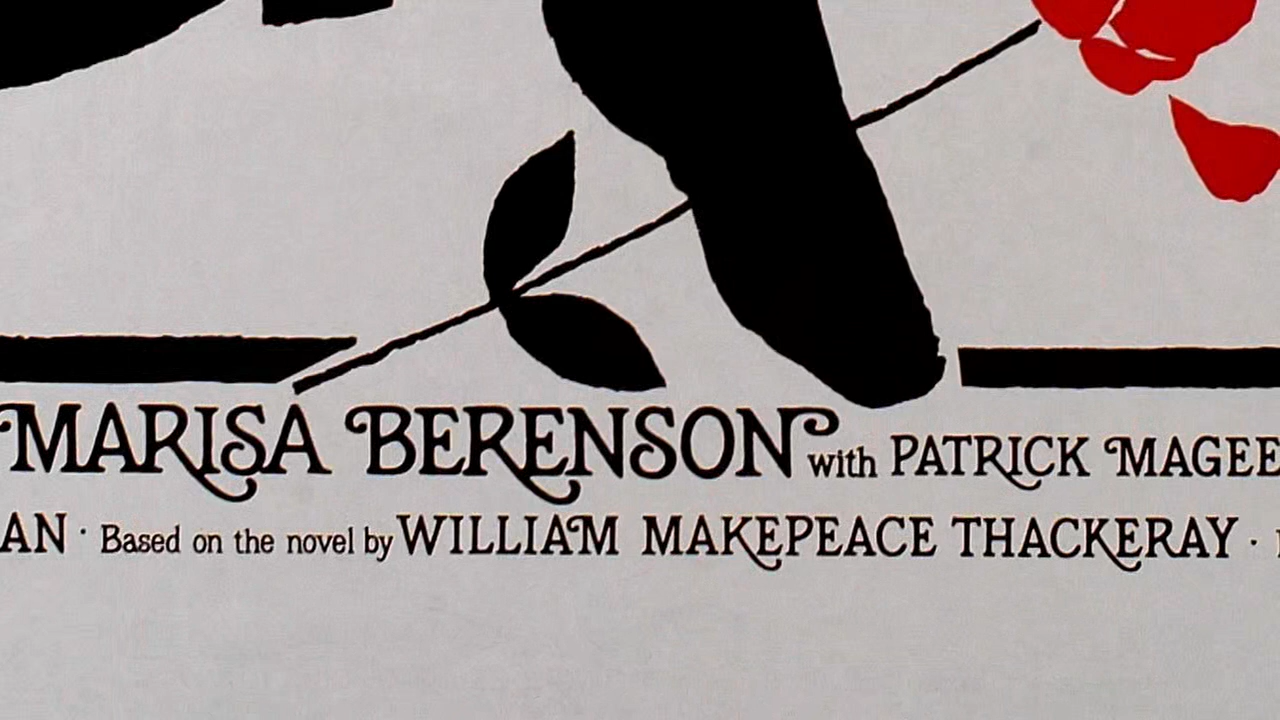 MARISA BERENSON with PATRICK MAGEE
AN · Based on the novel by WILLIAM MAKEPEACE THACKERAY ·